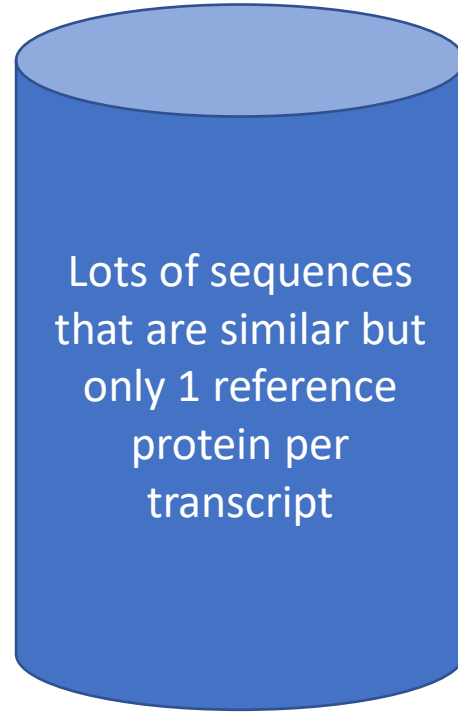 Lots of sequences
that are similar but
only 1 reference
protein per
transcript